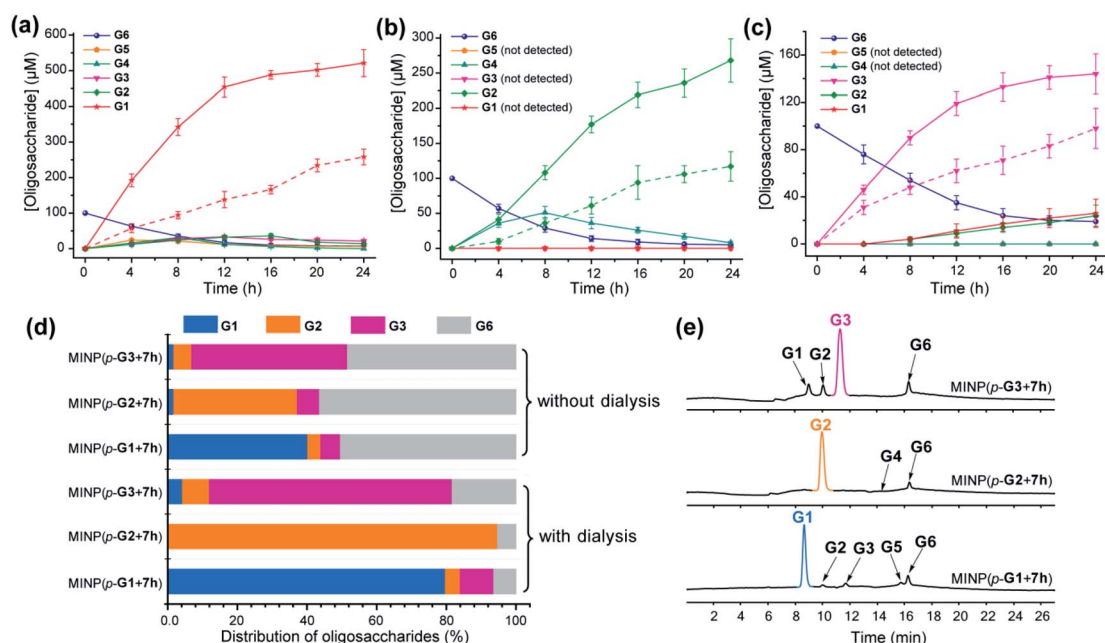 (a)
[Oligosaccharide] (µM)
600
500
400
300
200
100
0
G6
G5
G4
G3
G2
G1
0 4 8 12 16 20 24
Time (h)
(b)
[Oligosaccharide] (µM)
300
250
200
150
100
50
0
G6
G5 (not detected)
G4
G3 (not detected)
G2
G1 (not detected)
0 4 8 12 16 20 24
Time (h)
(c)
[Oligosaccharide] (µM)
160
120
80
40
0
G6
G5 (not detected)
G4 (not detected)
G3
G2
G1
0 4 8 12 16 20 24
Time (h)
(d)
G1 G2 G3 G6
MINP(p-G3+7h)
MINP(p-G2+7h)
MINP(p-G1+7h)
without dialysis
MINP(p-G3+7h)
MINP(p-G2+7h)
MINP(p-G1+7h)
with dialysis
0.0 20 40 60 80 100
Distribution of oligosaccharides (%)
(e)
G1 G2 G3 G6
MINP(p-G3+7h)
G2 G4 G6
MINP(p-G2+7h)
G1 G2 G3 G5 G6
MINP(p-G1+7h)
2 4 6 8 10 12 14 16 18 20 22 24 26
Time (min)